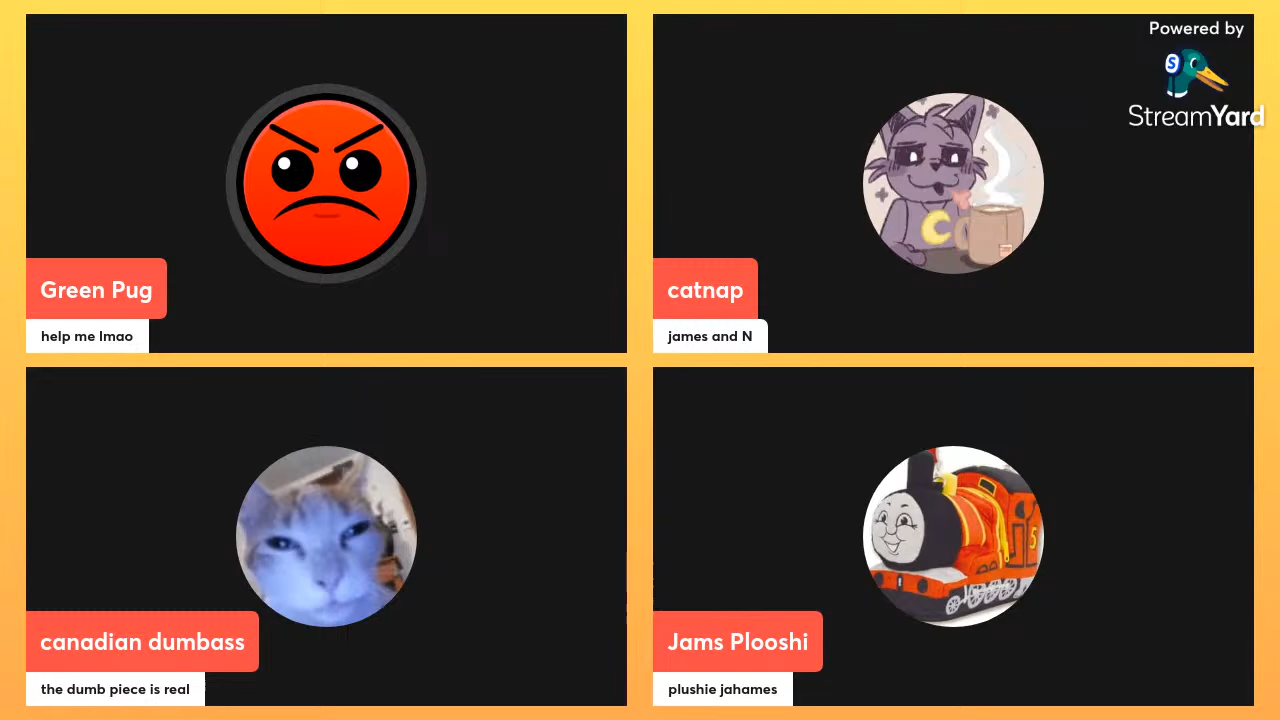 Powered by
StreamYard
Green Pug
help me lmao
catnap
james and N
canadian dumbass
the dumb piece is real
Jams Plooshi
plushie jahames
5
S